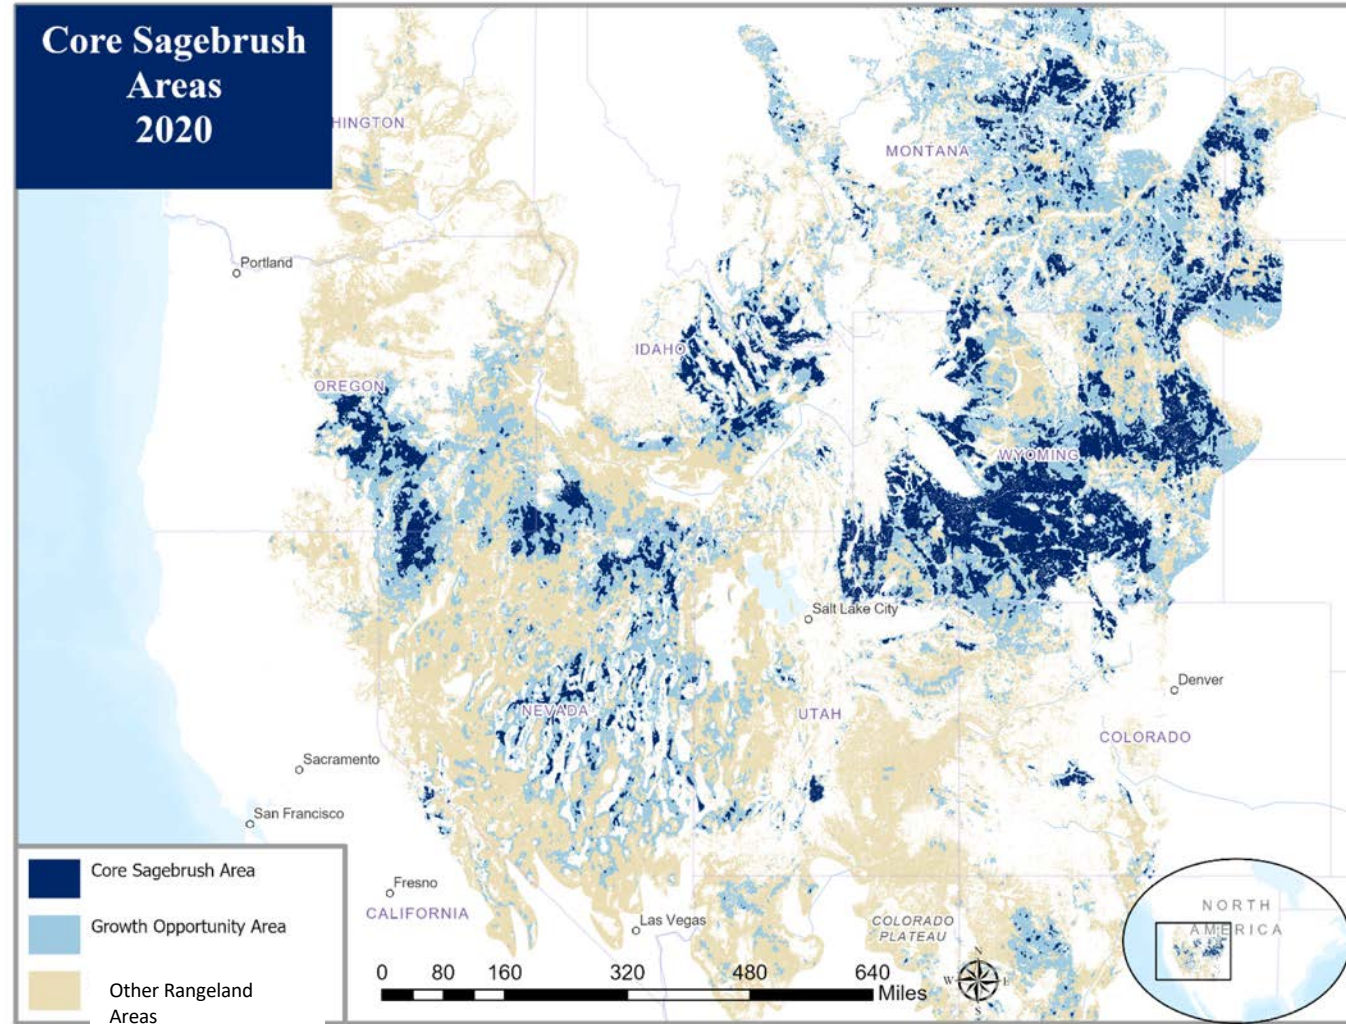 Core Sagebrush
Areas
2020
HINGTON
MONTANA
Portland
IDAHO
OREGON
WYOMING
Salt Lake City
Denver
NEVADA
UTAH
COLORADO
Sacramento
San Francisco
Fresno
CALIFORNIA
Las Vegas
COLORADO
PLATEAU
Core Sagebrush Area
Growth Opportunity Area
Other Rangeland
Areas
0 80 160 320 480 640
Miles
N
W E
S
NORTH
AMERICA